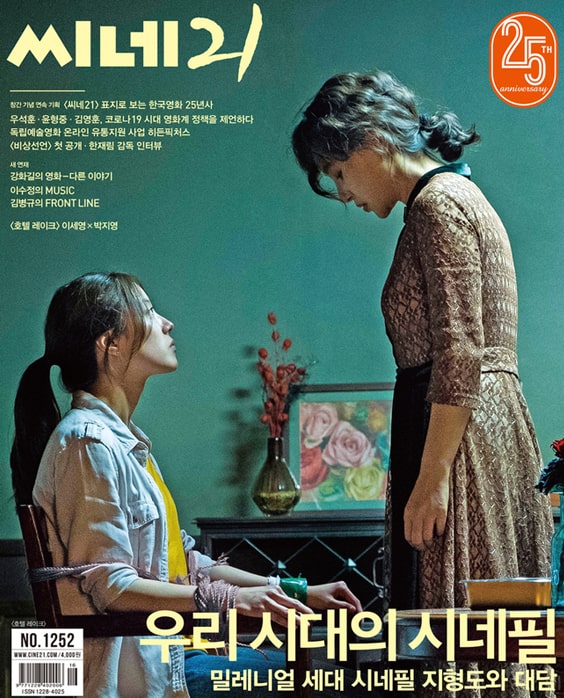 씨네21
25TH
anniversary
창간 기념 연속 기획 〈씨네21〉 표지로 보는 한국영화 25년사
우석훈·윤형중·김영훈, 코로나19 시대 영화계 정책을 제언하다
독립예술영화 온라인 유통지원 사업 히든픽처스
〈비상선언〉 첫 공개·한재림 감독 인터뷰
새 연재
강화길의 영화-다른 이야기
이수정의 MUSIC
김병규의 FRONT LINE
〈호텔 레이크〉 이세영×박지영
〈호텔 레이크〉
NO.1252
WWW.CINE21.COM/4,000원
16
9 771228 402006
ISSN 1228-4025
우리 시대의 시네필
밀레니얼 세대 시네필 지형도와 대담